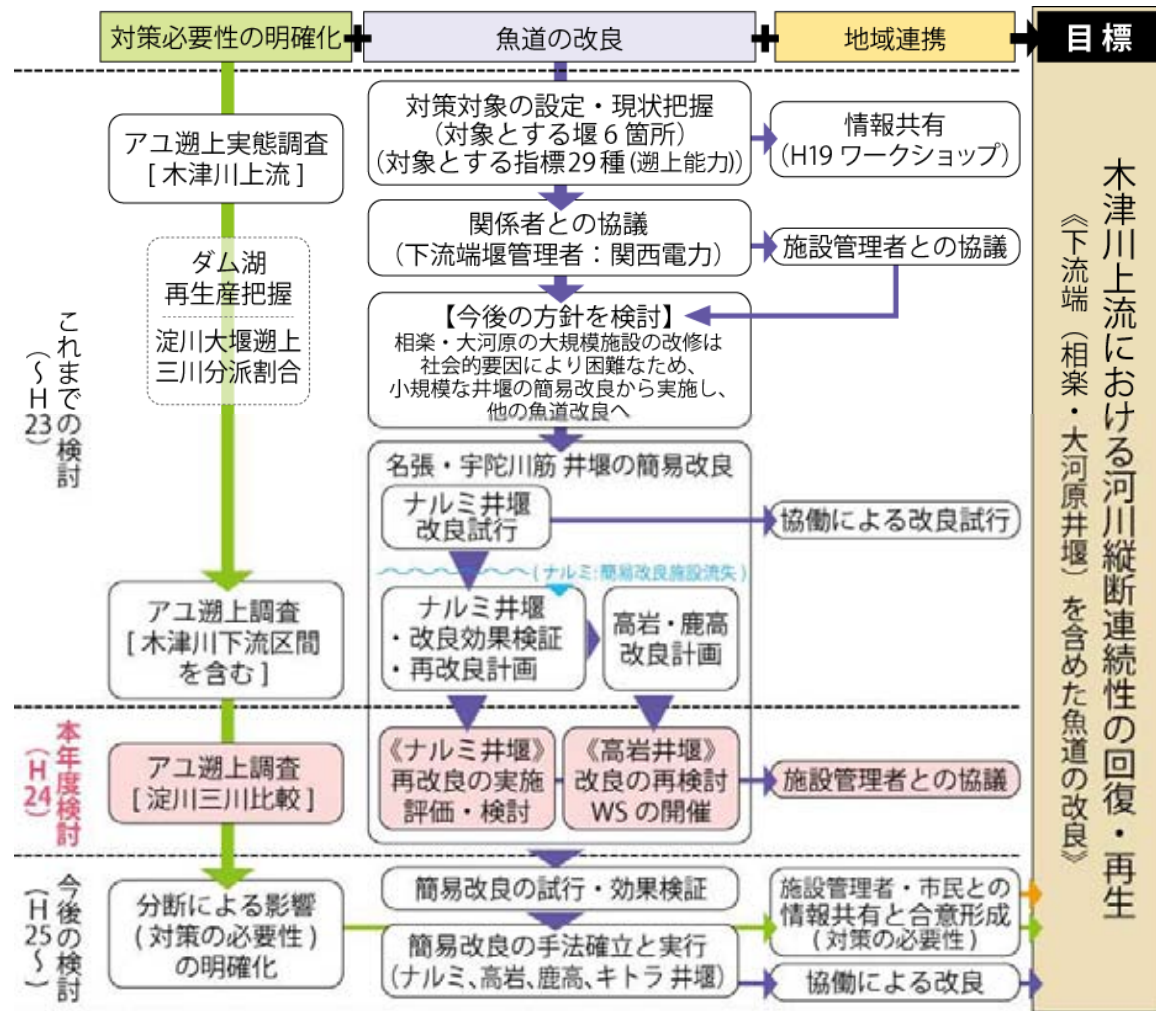 対策必要性の明確化
魚道の改良
地域連携
目標
これまでの検討
（～H23）
アユ遡上実態調査
[ 木津川上流 ]
ダム湖
再生産把握
淀川大堰遡上
三川分派割合
アユ遡上調査
[ 木津川下流区間
を含む ]
対策対象の設定・現状把握
(対象とする堰 6 箇所)
(対象とする指標 29 種 (遡上能力))
関係者との協議
(下流端堰管理者：関西電力)
【今後の方針を検討】
相楽・大河原の大規模施設の改修は
社会的要因により困難なため、
小規模な井堰の簡易改良から実施し、
他の魚道改良へ
名張・宇陀川筋 井堰の簡易改良
ナルミ井堰
改良試行
( ナルミ:簡易改良施設流失 )
ナルミ井堰
・改良効果検証
・再改良計画
高岩・鹿高
改良計画
情報共有
(H19 ワークショップ)
施設管理者との協議
協働による改良試行
本年度検討
（H24）
アユ遡上調査
[ 淀川三川比較 ]
《ナルミ井堰》
再改良の実施
評価・検討
《高岩井堰》
改良の再検討
WS の開催
施設管理者との協議
今後の検討
（H25～）
分断による影響
( 対策の必要性 )
の明確化
簡易改良の試行・効果検証
簡易改良の手法確立と実行
(ナルミ、高岩、鹿高、キトラ 井堰)
施設管理者・市民との
情報共有と合意形成
( 対策の必要性 )
協働による改良
木津川上流における河川縦断連続性の回復・再生
《下流端（相楽・大河原井堰）を含めた魚道の改良》